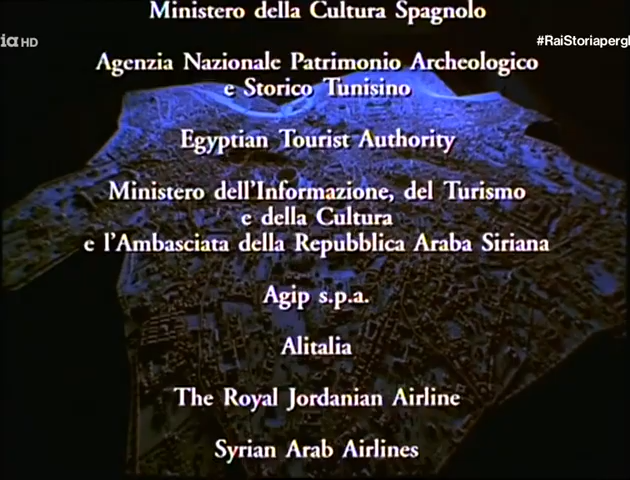 Ministero della Cultura Spagnolo
ia HD
#RaiStoriapergl
Agenzia Nazionale Patrimonio Archeologico
e Storico Tunisino
Egyptian Tourist Authority
Ministero dell'Informazione, del Turismo
e della Cultura
e l'Ambasciata della Repubblica Araba Siriana
Agip s.p.a.
Alitalia
The Royal Jordanian Airline
Syrian Arab Airlines